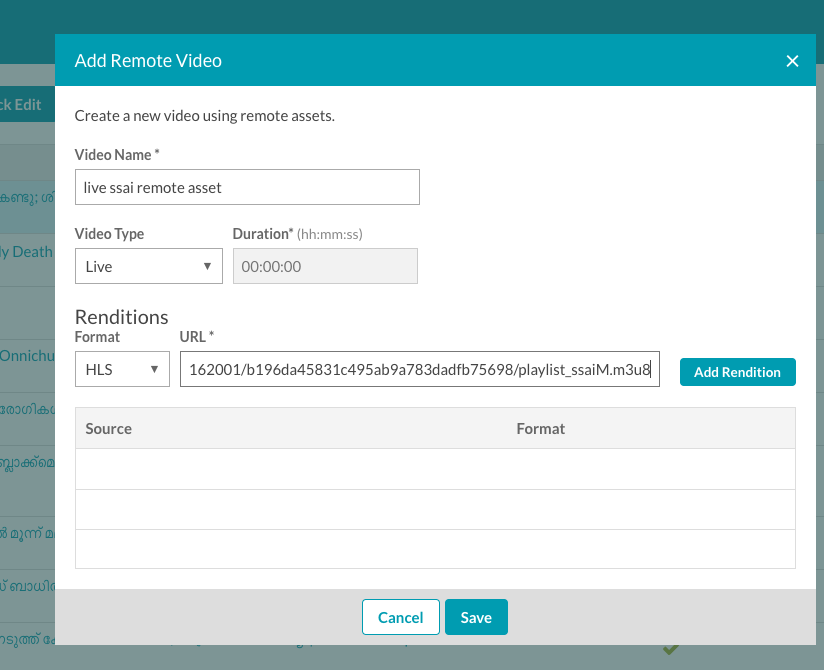 Add Remote Video
ck Edit
Create a new video using remote assets.
Video Name *
live ssai remote asset
Video Type
Duration* (hh:mm:ss)
ly Death
Live
00:00:00
Renditions
Format
URL *
Onnichu
HLS
162001/b196da45831c495ab9a783dadfb75698/playlist_ssaiM.m3u8
Add Rendition
Source
Format
Cancel
Save